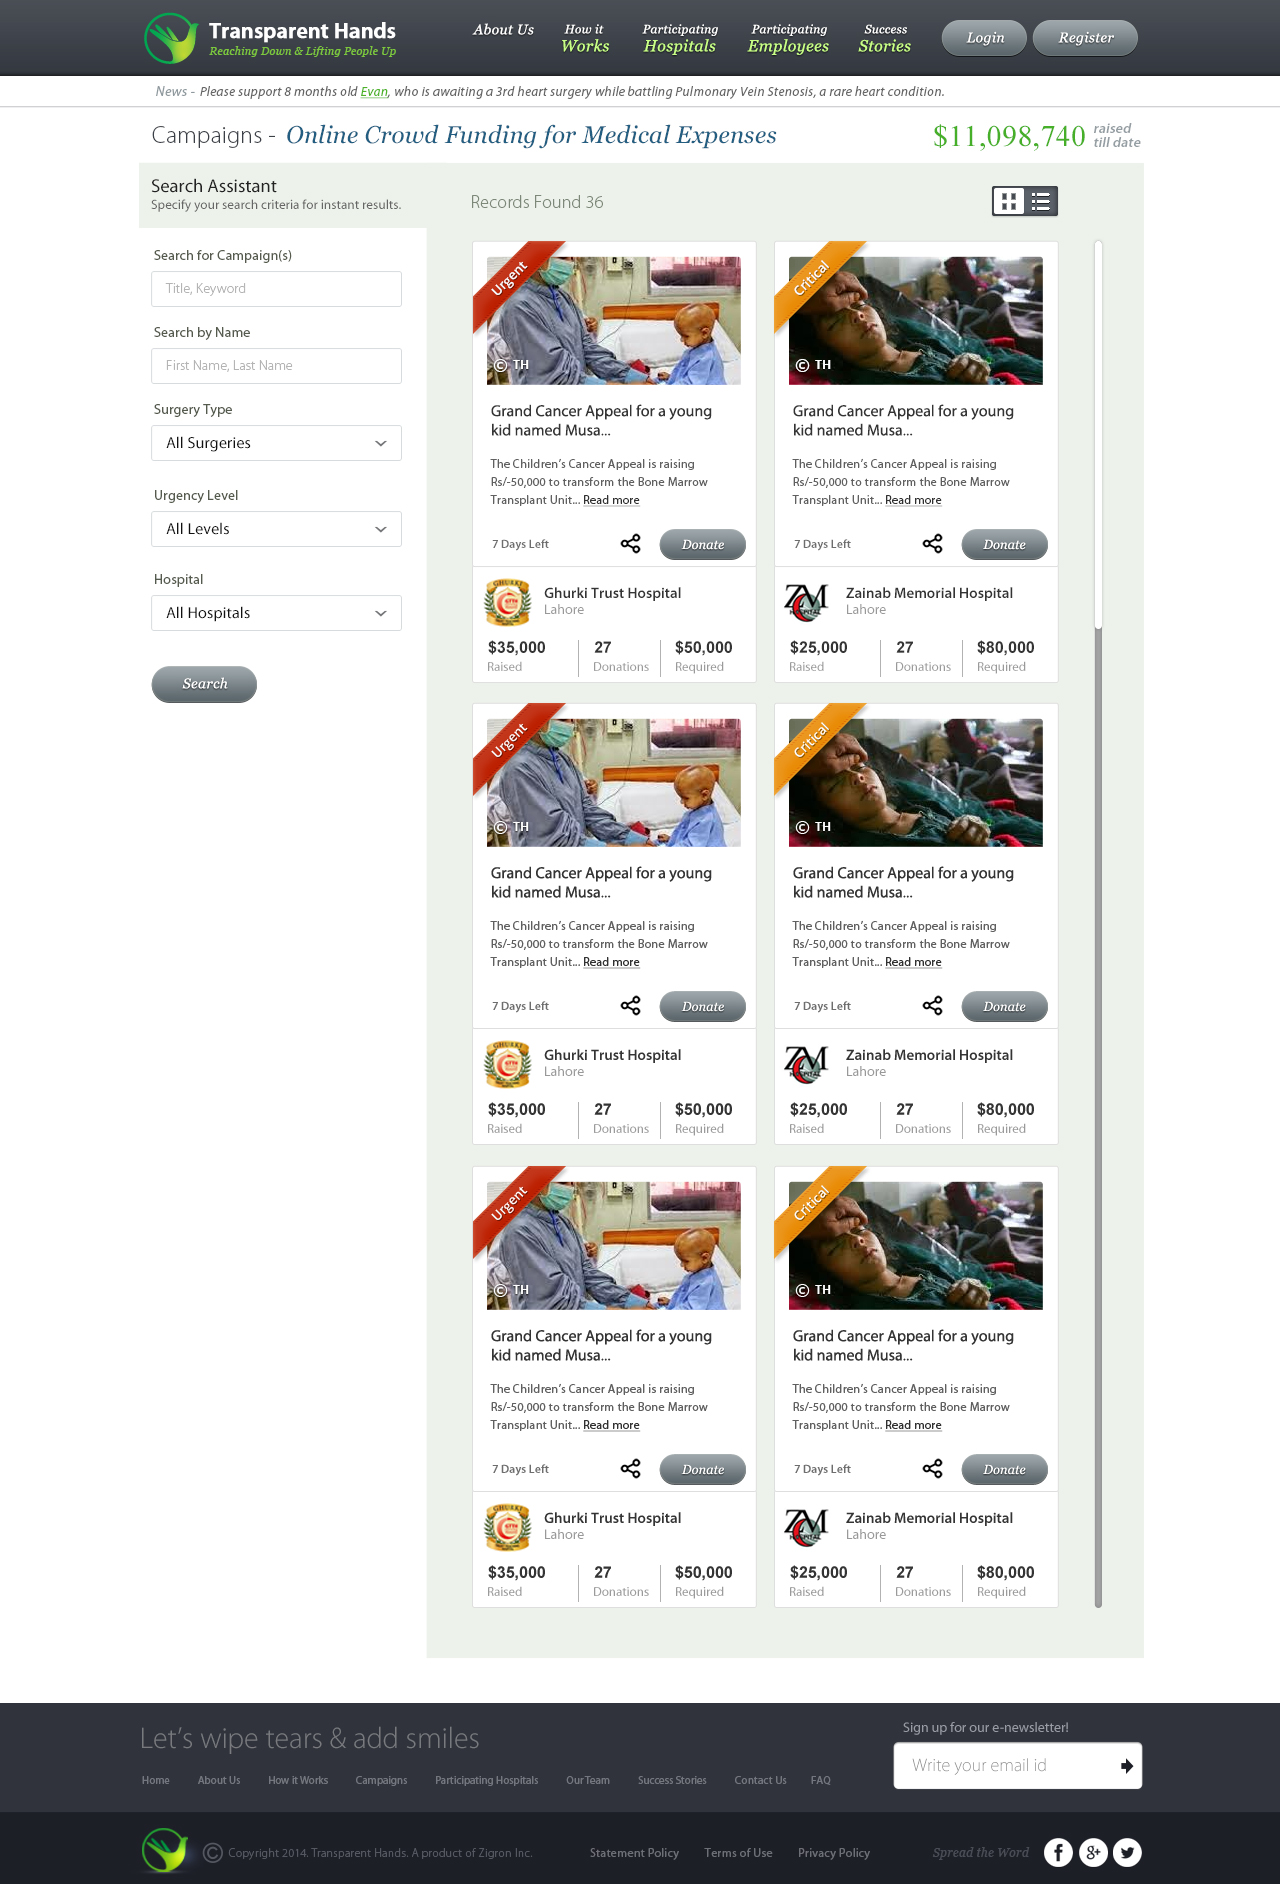 Transparent Hands
Reaching Down & Lifting People Up
About Us
How it Works
Participating Hospitals
Participating Employees
Success Stories
Login
Register
News - Please support 8 months old Evan, who is awaiting a 3rd heart surgery while battling Pulmonary Vein Stenosis, a rare heart condition.
Campaigns - Online Crowd Funding for Medical Expenses
$11,098,740 raised till date
Search Assistant
Specify your search criteria for instant results.
Search for Campaign(s)
Title, Keyword
Search by Name
First Name, Last Name
Surgery Type
All Surgeries
Urgency Level
All Levels
Hospital
All Hospitals
Search
Records Found 36
Urgent
© TH
Grand Cancer Appeal for a young
kid named Musa...
The Children's Cancer Appeal is raising
Rs/-50,000 to transform the Bone Marrow
Transplant Unit... Read more
7 Days Left
Donate
Ghurki Trust Hospital
Lahore
$35,000 27 $50,000
Raised Donations Required
Critical
© TH
Grand Cancer Appeal for a young
kid named Musa...
The Children's Cancer Appeal is raising
Rs/-50,000 to transform the Bone Marrow
Transplant Unit... Read more
7 Days Left
Donate
ZM
HOSPITAL
Zainab Memorial Hospital
Lahore
$25,000 27 $80,000
Raised Donations Required
Urgent
© TH
Grand Cancer Appeal for a young
kid named Musa...
The Children's Cancer Appeal is raising
Rs/-50,000 to transform the Bone Marrow
Transplant Unit... Read more
7 Days Left
Donate
Ghurki Trust Hospital
Lahore
$35,000 27 $50,000
Raised Donations Required
Critical
© TH
Grand Cancer Appeal for a young
kid named Musa...
The Children's Cancer Appeal is raising
Rs/-50,000 to transform the Bone Marrow
Transplant Unit... Read more
7 Days Left
Donate
ZM
HOSPITAL
Zainab Memorial Hospital
Lahore
$25,000 27 $80,000
Raised Donations Required
Urgent
© TH
Grand Cancer Appeal for a young
kid named Musa...
The Children's Cancer Appeal is raising
Rs/-50,000 to transform the Bone Marrow
Transplant Unit... Read more
7 Days Left
Donate
Ghurki Trust Hospital
Lahore
$35,000 27 $50,000
Raised Donations Required
Critical
© TH
Grand Cancer Appeal for a young
kid named Musa...
The Children's Cancer Appeal is raising
Rs/-50,000 to transform the Bone Marrow
Transplant Unit... Read more
7 Days Left
Donate
ZM
HOSPITAL
Zainab Memorial Hospital
Lahore
$25,000 27 $80,000
Raised Donations Required
Let's wipe tears & add smiles
Home About Us How it Works Campaigns Participating Hospitals Our Team Success Stories Contact Us FAQ
Sign up for our e-newsletter!
Write your email id
© Copyright 2014. Transparent Hands. A product of Zigron Inc.
Statement Policy Terms of Use Privacy Policy
Spread the Word